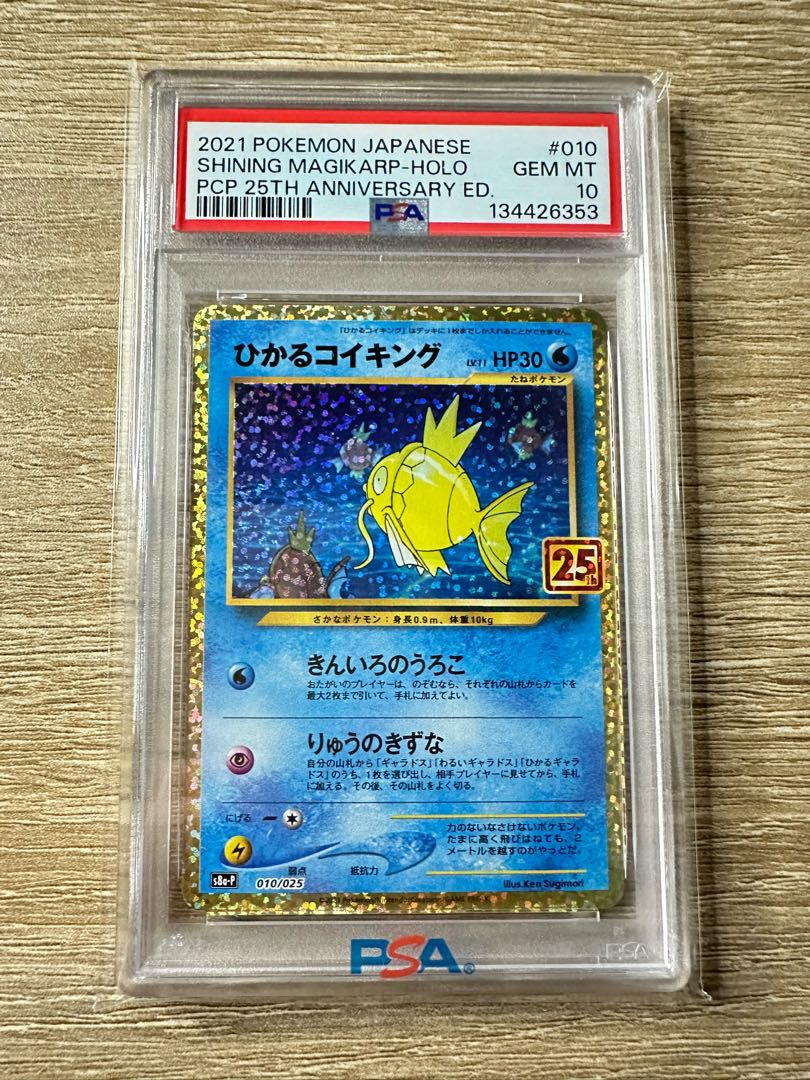 2021 POKEMON JAPANESE #010
SHINING MAGIKARP-HOLO GEM MT
PCP 25TH ANNIVERSARY ED. 10
PSA 134426353
「ひかるコイキング」はデッキに1枚までしか入れることができません。
ひかるコイキング LV.11 HP30
たねポケモン
25th
さかなポケモン:身長0.9m、体重10kg
きんいろのうろこ
おたがいのプレイヤーは、のぞむなら、それぞれの山札からカードを
最大2枚まで引いて、手札に加えてよい。
りゅうのきずな
自分の山札から「ギャラドス」「わるいギャラドス」「ひかるギャラ
ドス」のうち、1枚を選び出し、相手プレイヤーに見せてから、手札
に加える。その後、その山札をよく切る。
にげる
力のないなさけないポケモン。
たまに高く飛びはねても、2
メートルを越すのがやっとだ。
弱点 抵抗力
s8a-P 010/025 Illus.Ken Sugimori
PSA
PSA